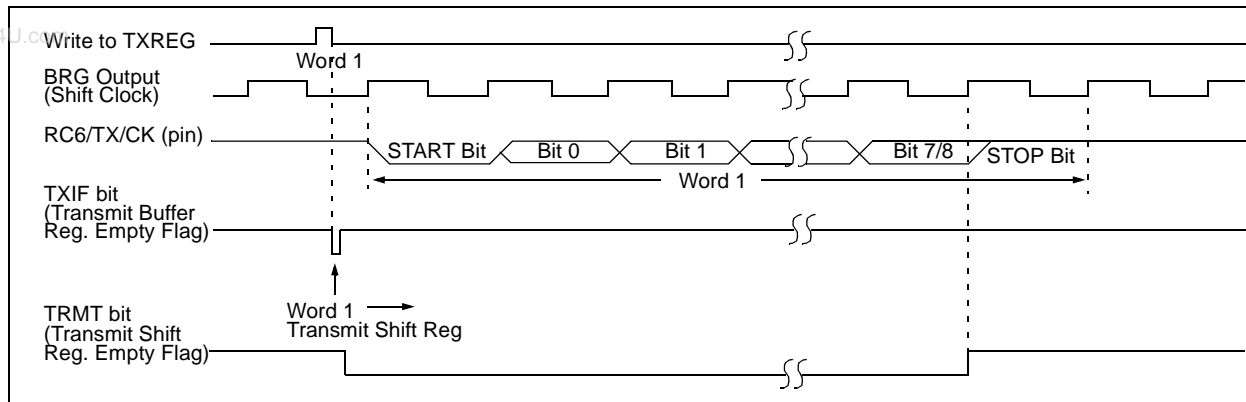 4U.com
Write to TXREG
Word 1
BRG Output
(Shift Clock)
RC6/TX/CK (pin)
START Bit
Bit 0
Bit 1
Bit 7/8
STOP Bit
Word 1
TXIF bit
(Transmit Buffer
Reg. Empty Flag)
Word 1
Transmit Shift Reg
TRMT bit
(Transmit Shift
Reg. Empty Flag)